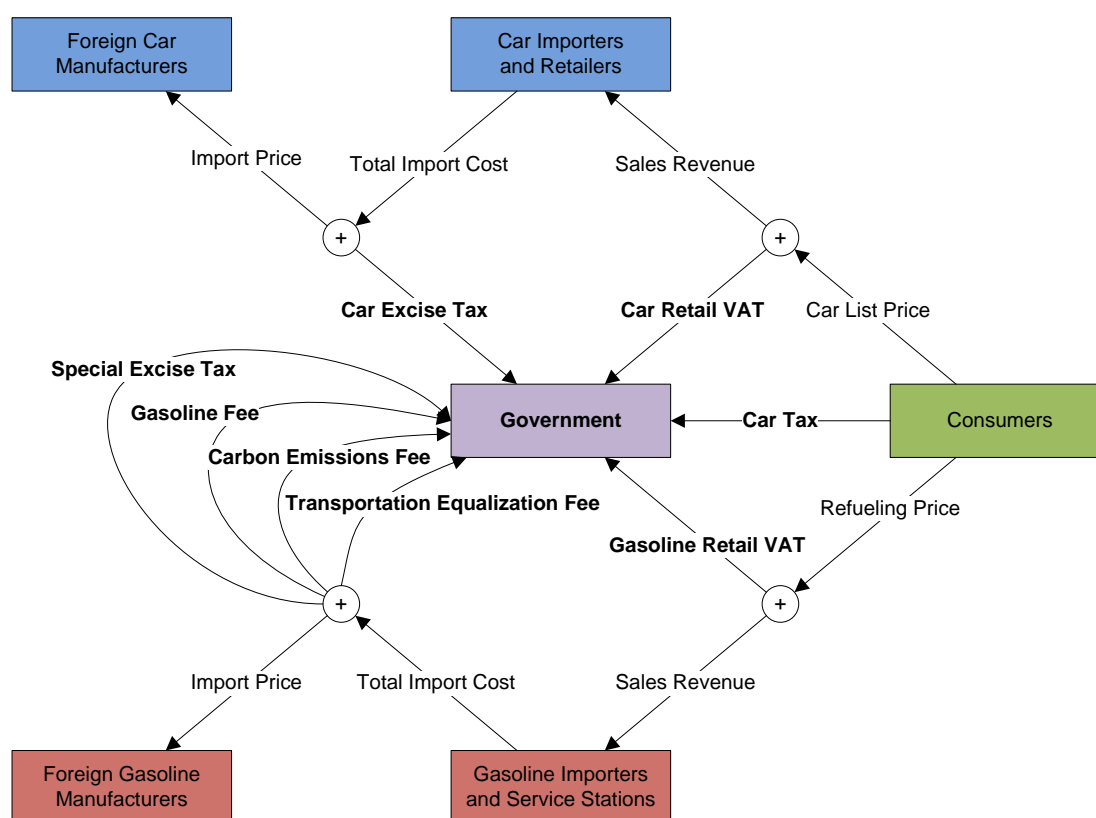 Foreign Car
Manufacturers
Car Importers
and Retailers
Import Price
Total Import Cost
Sales Revenue
+
+
Car Excise Tax
Car Retail VAT
Car List Price
Special Excise Tax
Gasoline Fee
Government
Car Tax
Consumers
Carbon Emissions Fee
Transportation Equalization Fee
Refueling Price
Gasoline Retail VAT
+
+
Import Price
Total Import Cost
Sales Revenue
Foreign Gasoline
Manufacturers
Gasoline Importers
and Service Stations